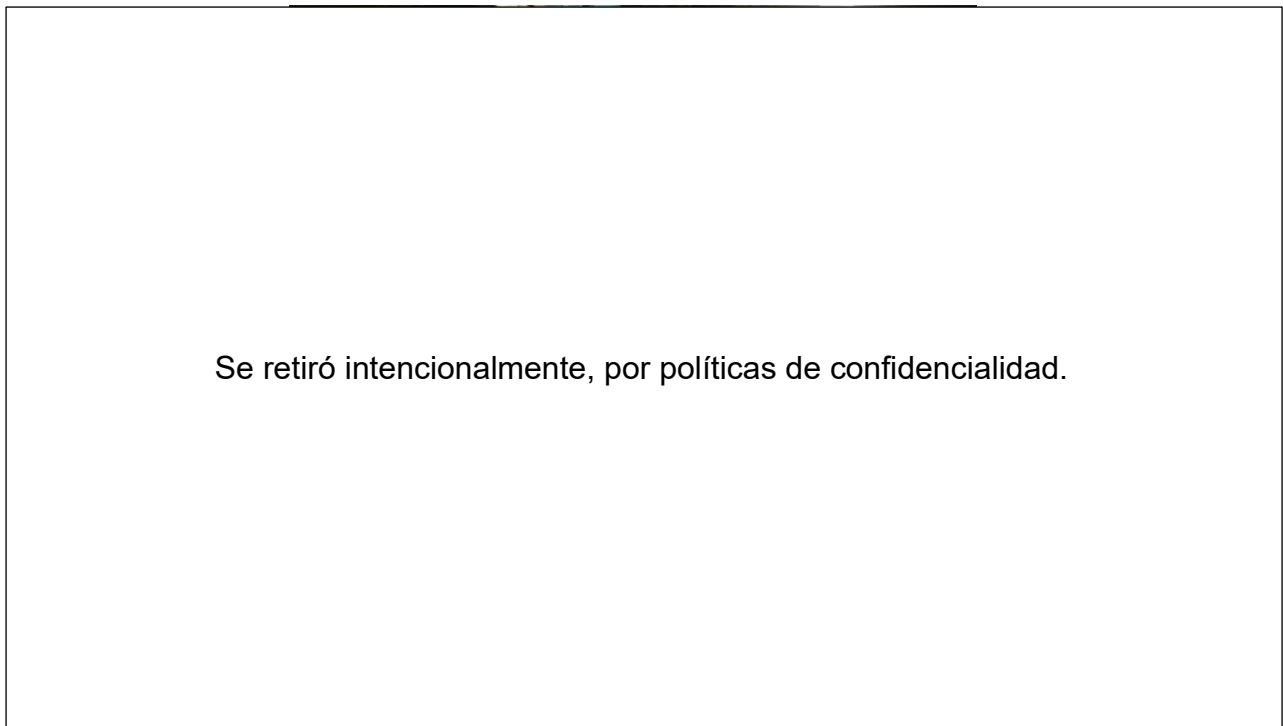 Se retiró intencionalmente, por políticas de confidencialidad.